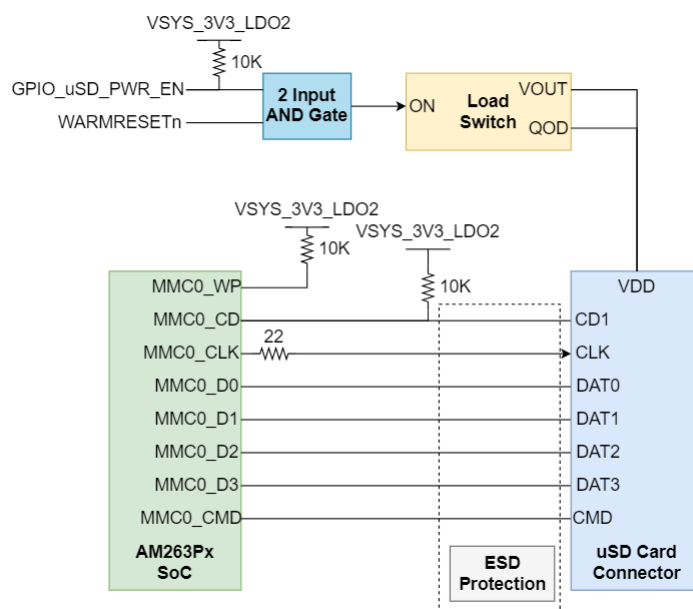 VSYS_3V3_LDO2
10K
GPIO_uSD_PWR_EN
WARMRESETn
2 Input
AND Gate
ON
Load
Switch
VOUT
QOD
VSYS_3V3_LDO2
10K
VSYS_3V3_LDO2
10K
MMC0_WP
MMC0_CD
MMC0_CLK
22
MMC0_D0
MMC0_D1
MMC0_D2
MMC0_D3
MMC0_CMD
AM263Px
SoC
ESD
Protection
VDD
CD1
CLK
DAT0
DAT1
DAT2
DAT3
CMD
uSD Card
Connector